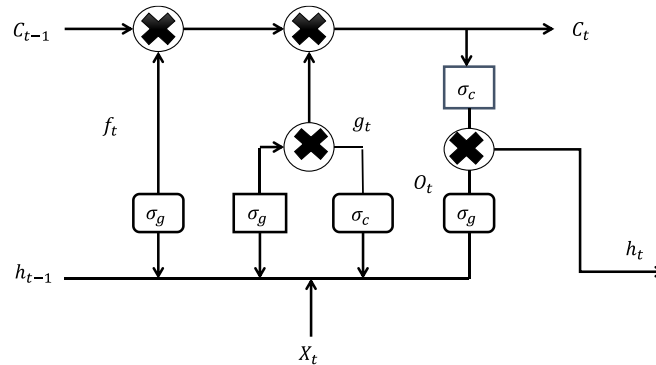 C_{t−1}
C_t
σ_c
f_t
g_t
O_t
σ_g
σ_g
σ_c
σ_g
h_{t−1}
h_t
X_t